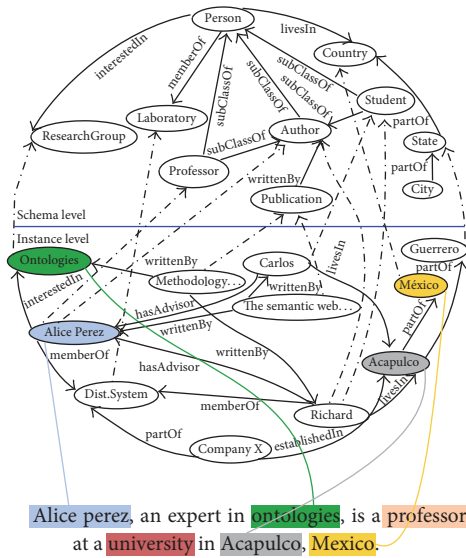 Person
livesIn
Country
interestedIn
memberOf
subClassOf
subClassOf
subClassOf
subClassOf
Student
Laboratory
ResearchGroup
Author
partOf
State
subClassOf
Professor
writtenBy
partOf
City
Publication
Schema level
Instance level
Guerrero
Ontologies
writtenBy
Carlos
livesIn
partOf
interestedIn
Methodology...
México
hasAdvisor
writtenBy
The semantic web...
partOf
Alice Perez
writtenBy
memberOf
writtenBy
hasAdvisor
Acapulco
Dist.System
livesIn
memberOf
Richard
partOf
Company X
establishedIn
Alice perez, an expert in ontologies, is a professor
at a university in Acapulco, Mexico.